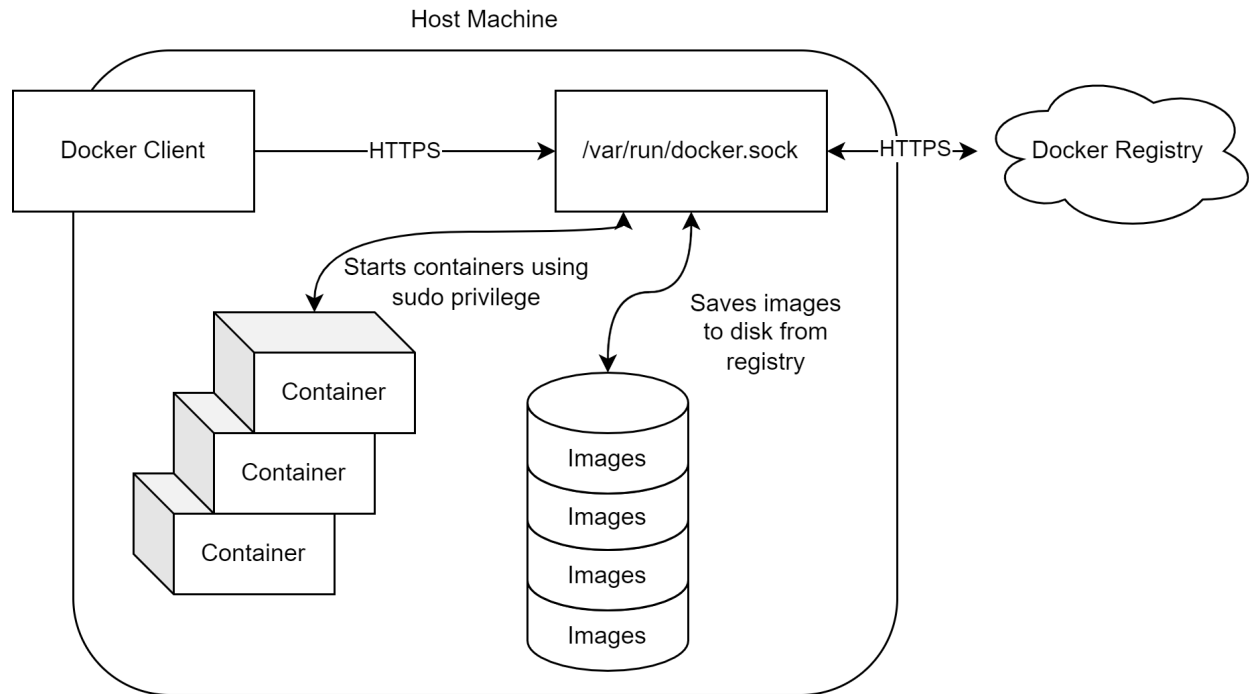 Host Machine
Docker Client
HTTPS
/var/run/docker.sock
HTTPS
Docker Registry
Starts containers using
sudo privilege
Saves images
to disk from
registry
Container
Container
Container
Images
Images
Images
Images